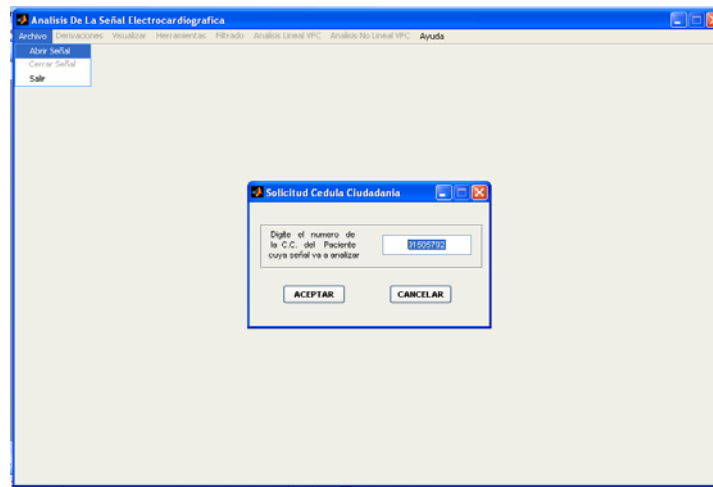 Analisis De La Señal Electrocardiografica
Archivo Derivaciones Visualizar Herramientas Filtrado Analisis Lineal VFC Analisis No Lineal VFC Ayuda
Abrir Señal
Cerrar Señal
Salir
Solicitud Cedula Ciudadania
Digite el numero de
la C.C. del Paciente
cuya señal va a analizar
91505792
ACEPTAR CANCELAR